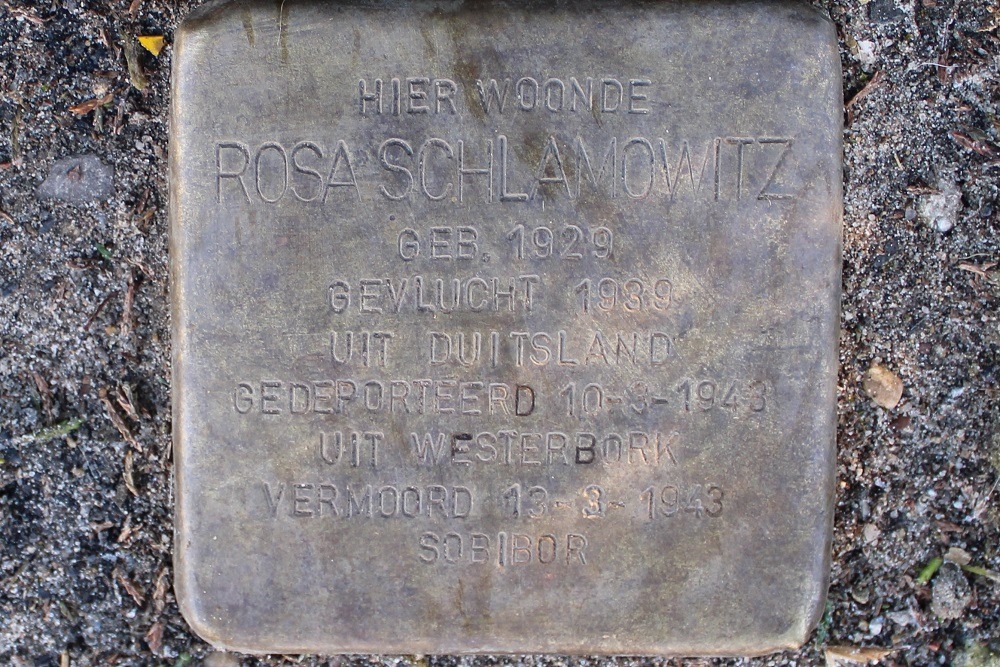 HIER WOONDE
ROSA SCHLAMOWITZ
GEB. 1929
GEVLUCHT 1939
UIT DUITSLAND
GEDEPORTEERD 10-3-1943
UIT WESTERBORK
VERMOORD 13-3-1943
SOBIBOR